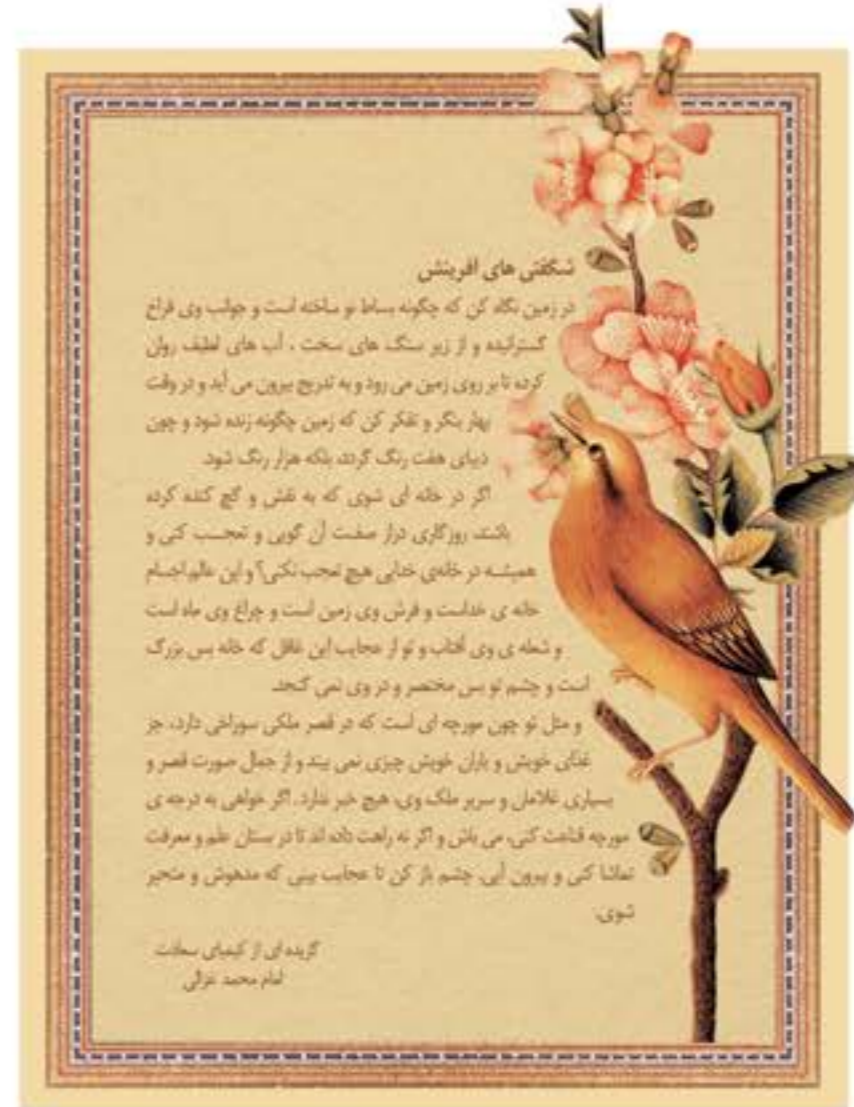 شگفتی های آفرینش
در زمین نگاه کن که چگونه بساط تو ساخته است و جوانب وی فراخ
گسترانیده و از زیر سنگ های سخت ، آب های لطیف روان
کرده تا بر روی زمین می رود و به تدریج بیرون می آید و در وقت
بهار بنگر و تفکر کن که زمین چگونه زنده شود و چون
دیبای هفت رنگ گردد، بلکه هزار رنگ شود.
اگر در خانه ای شوی که به نقش و گچ کنده کرده
باشند، روزگاری دراز صفت آن گویی و تعجب کنی و
همیشه در خانه‌ی خدایی هیچ تعجب نکنی؟ و این عالم اجسام
خانه ی خداست و فرش وی زمین است و چراغ وی ماه است
و شعله ی وی آفتاب و تو از عجایب این غافل که خانه بس بزرگ
است و چشم تو بس مختصر و در وی نمی گنجد.
و مثل تو چون مورچه ای است که در قصر ملکی سوراخی دارد، جز
غذای خویش و یاران خویش چیزی نمی بیند و از جمال صورت قصر و
بسیاری غلامان و سریر ملک وی، هیچ خبر ندارد. اگر خواهی به درجه ی
مورچه قناعت کنی، می باش و اگر نه راهت داده اند تا در بستان علم و معرفت
تماشا کنی و بیرون آیی. چشم باز کن تا عجایب بینی که مدهوش و متحیر
شوی.
گزیده ای از کیمیای سعادت
امام محمد غزالی